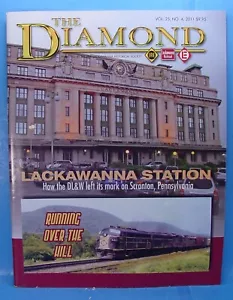 THE
DIAMOND
LACKAWANNA STATION
How the DL&W left its mark on Scranton, Pennsylvania
RUNNING
OVER THE
HILL